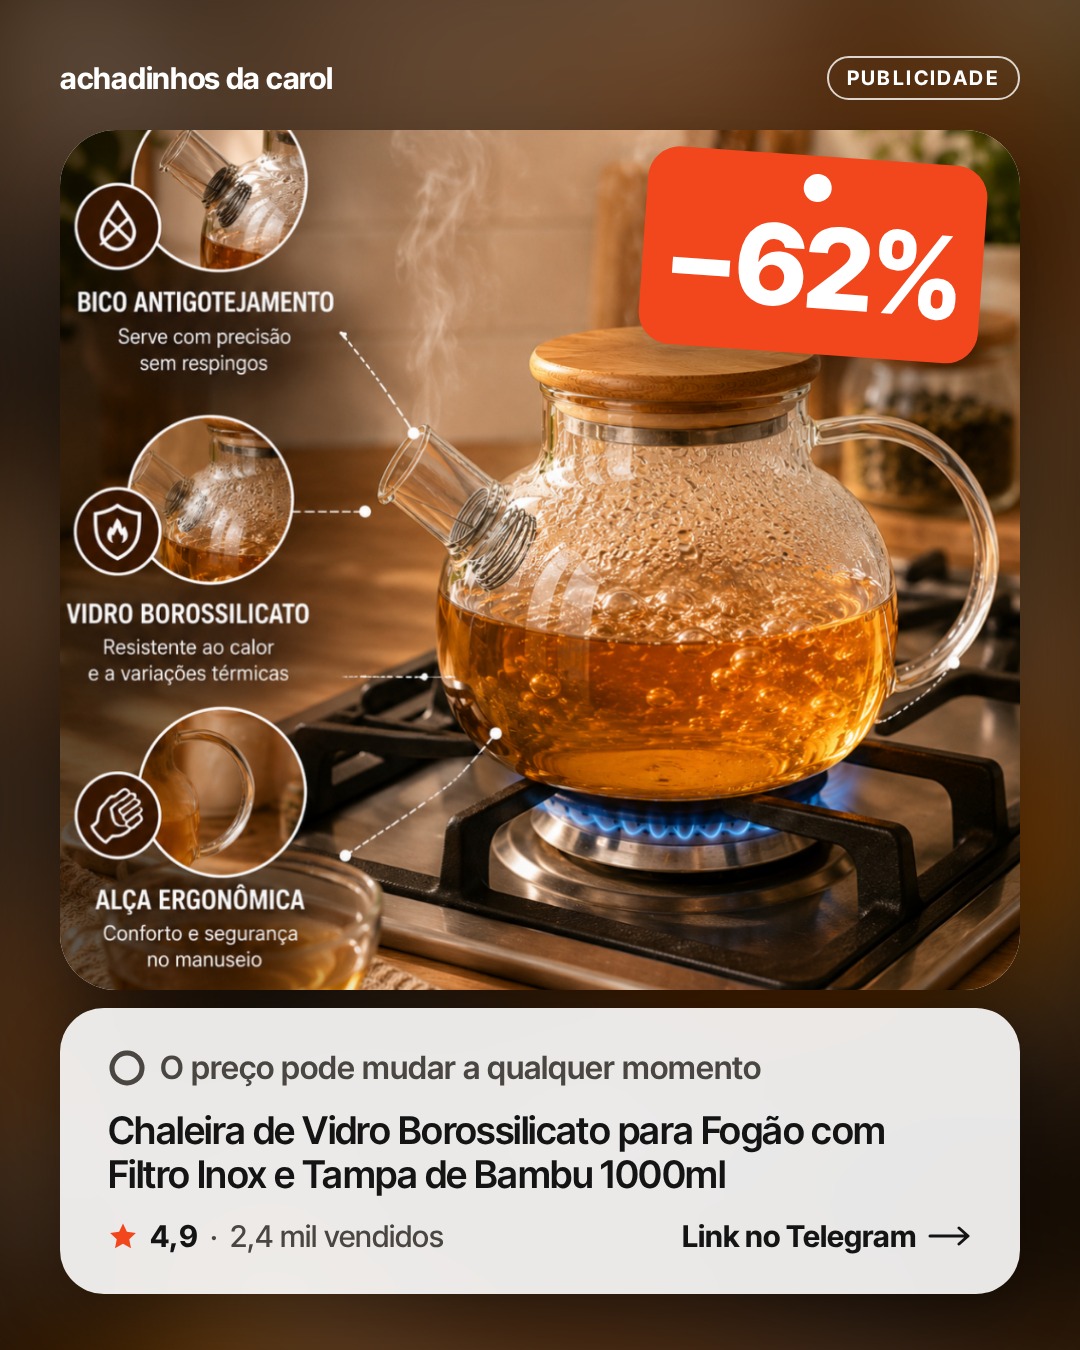 achadinhos da carol
PUBLICIDADE
–62%
BICO ANTIGOTEJAMENTO
Serve com precisão
sem respingos
VIDRO BOROSSILICATO
Resistente ao calor
e a variações térmicas
ALÇA ERGONÔMICA
Conforto e segurança
no manuseio
O preço pode mudar a qualquer momento
Chaleira de Vidro Borossilicato para Fogão com
Filtro Inox e Tampa de Bambu 1000ml
4,9 · 2,4 mil vendidos
Link no Telegram →